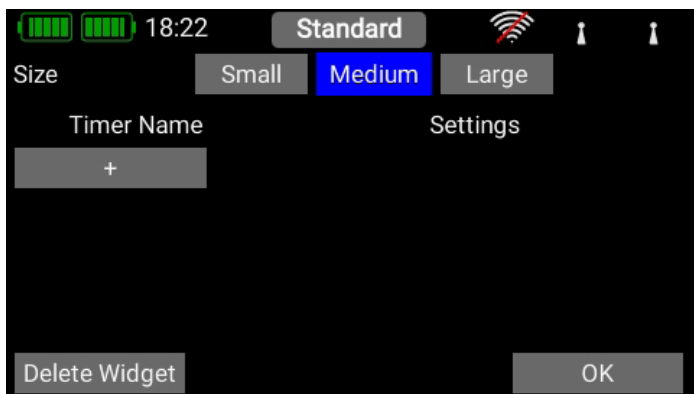 18:22 Standard
Size Small Medium Large
Timer Name Settings
+
Delete Widget OK